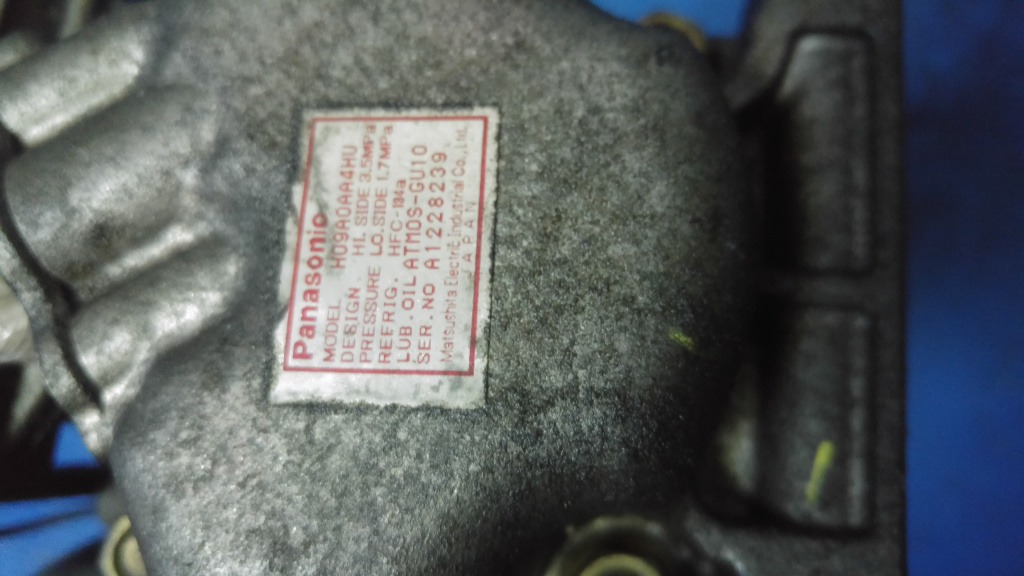 Panasonic
MODEL H09A0AA4HU
DESIGN HI. SIDE 3.5MPa
PRESSURE LO. SIDE 1.7MPa
REFRIG. HFC-134a
LUB. OIL ATMOS-GU10
SER. NO A1228239
Matsushita Electric Industrial Co., Ltd.
JAPAN